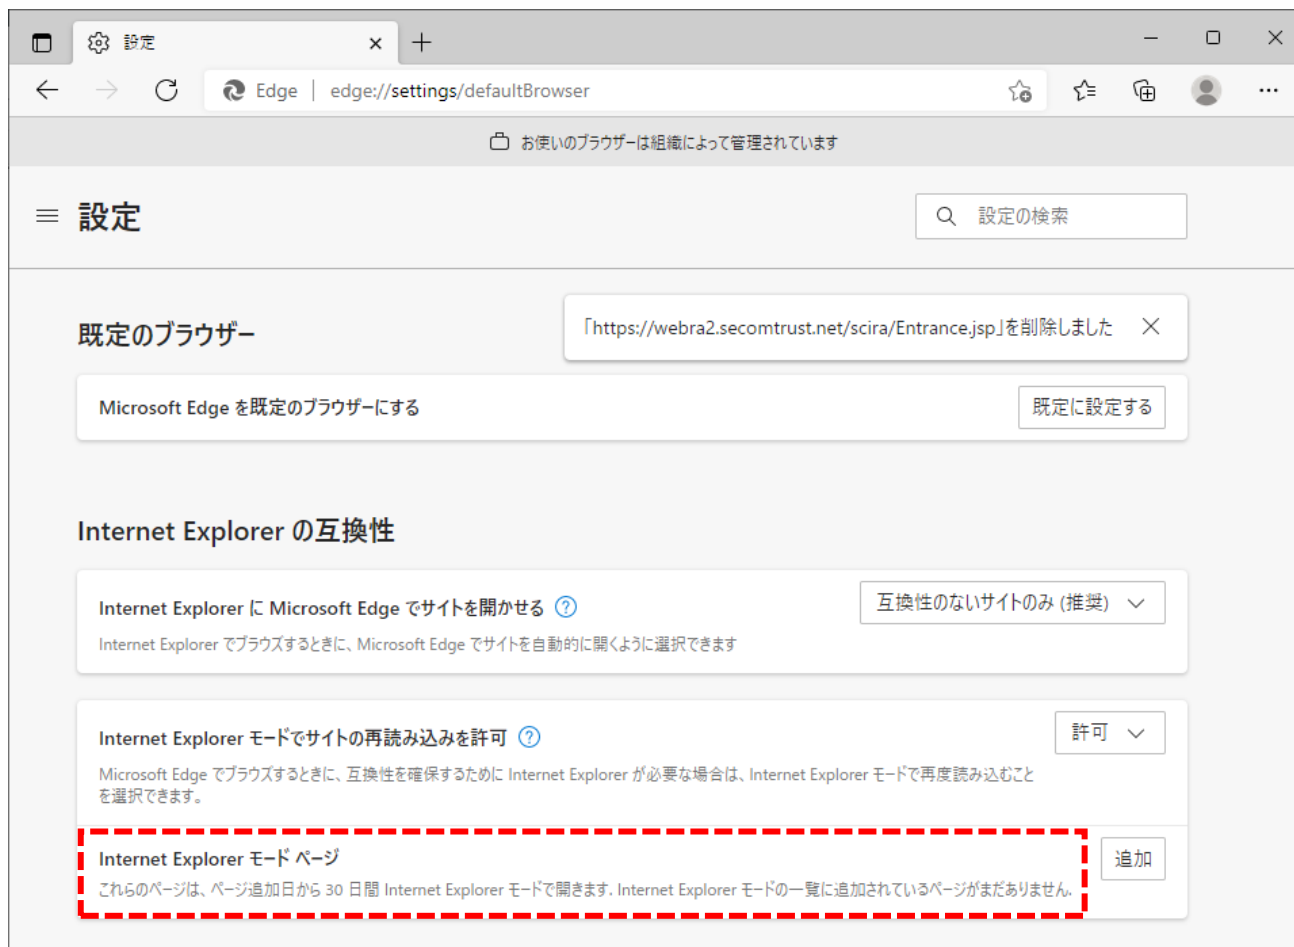 設定
Edge
edge://settings/defaultBrowser
お使いのブラウザーは組織によって管理されています
設定
設定の検索
既定のブラウザー
「https://webra2.secomtrust.net/scira/Entrance.jsp」を削除しました
Microsoft Edge を既定のブラウザーにする
既定に設定する
Internet Explorer の互換性
Internet Explorer に Microsoft Edge でサイトを開かせる
互換性のないサイトのみ (推奨)
Internet Explorer でブラウズするときに、Microsoft Edge でサイトを自動的に開くように選択できます
Internet Explorer モードでサイトの再読み込みを許可
許可
Microsoft Edge でブラウズするときに、互換性を確保するために Internet Explorer が必要な場合は、Internet Explorer モードで再度読み込むこと
を選択できます。
Internet Explorer モード ページ
追加
これらのページは、ページ追加日から 30 日間 Internet Explorer モードで開きます. Internet Explorer モードの一覧に追加されているページがまだありません.